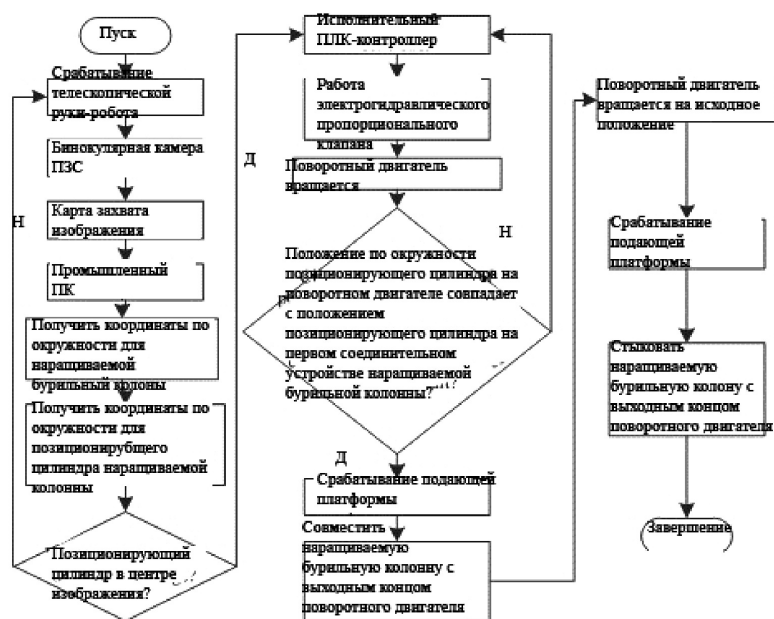 Пуск
Срабатывание
телескопической
руки-робота
Бинокулярная камера
ПЗС
Н
Карта захвата
изображения
Промышленный
ПК
Получить координаты по
окружности для
наращиваемой
бурильный колоны
Получить координаты по
окружности для
позиционирубщего
цилиндра наращиваемой
колонны
Позиционирующий
цилиндр в центре
изображения?
Д
Исполнительный
ПЛК-контроллер
Работа
электрогидравлического
пропорционального
клапана
Поворотный двигатель
вращается
Н
Положение по окружности
позиционирующего цилиндра на
поворотном двигателе совпадает
с положением
позиционирующего цилиндра на
первом соединительном
устройстве наращиваемой
бурильной колонны?
Д
Срабатывание подающей
платформы
Совместить
наращиваемую
бурильную колонну с
выходным концом
поворотного двигателя
Поворотный двигатель
вращается на исходное
положение
Срабатывание
подающей
платформы
Стыковать
наращиваемую
бурильную колону с
выходным концом
поворотного двигателя
Завершение